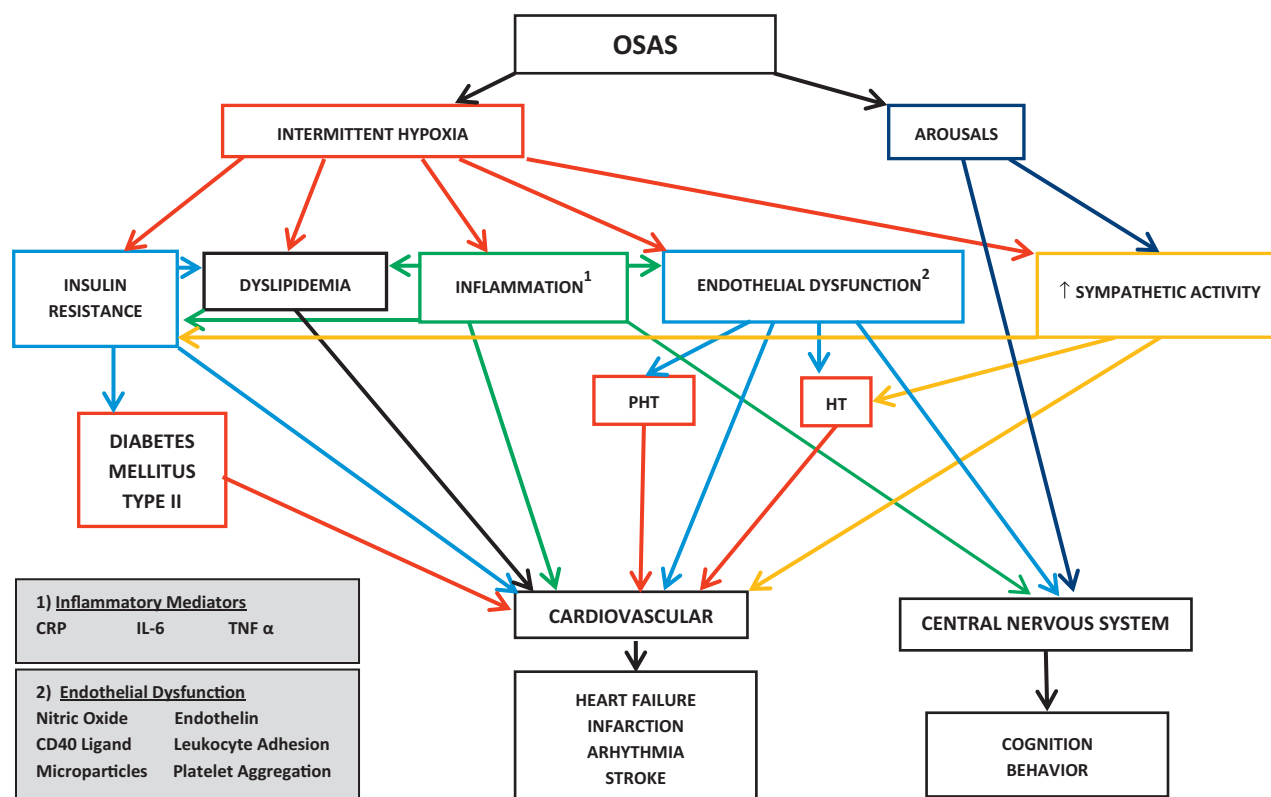 OSAS
INTERMITTENT HYPOXIA
AROUSALS
INSULIN
RESISTANCE
DYSLIPIDEMIA
INFLAMMATION1
ENDOTHELIAL DYSFUNCTION2
↑ SYMPATHETIC ACTIVITY
PHT
HT
DIABETES
MELLITUS
TYPE II
CARDIOVASCULAR
CENTRAL NERVOUS SYSTEM
HEART FAILURE
INFARCTION
ARHYTHMIA
STROKE
COGNITION
BEHAVIOR
1) Inflammatory Mediators
CRP IL-6 TNF α
2) Endothelial Dysfunction
Nitric Oxide Endothelin
CD40 Ligand Leukocyte Adhesion
Microparticles Platelet Aggregation